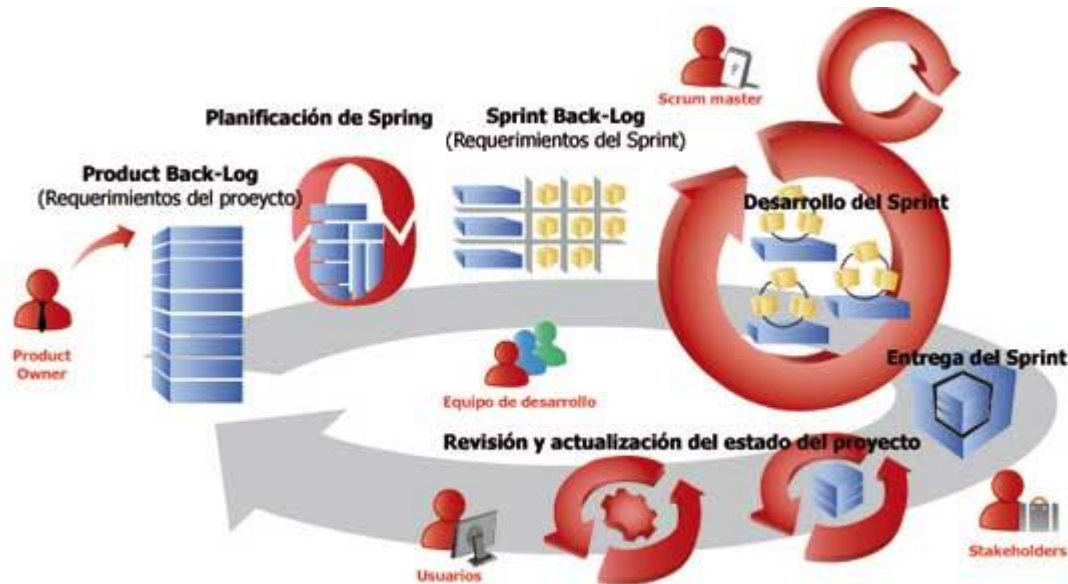 Scrum master
Planificación de Spring
Sprint Back-Log
(Requerimientos del Sprint)
Product Back-Log
(Requerimientos del proeycto)
Desarrollo del Sprint
Product
Owner
Entrega del Sprint
Equipo de desarrollo
Revisión y actualización del estado del proyecto
Usuarios
Stakeholders